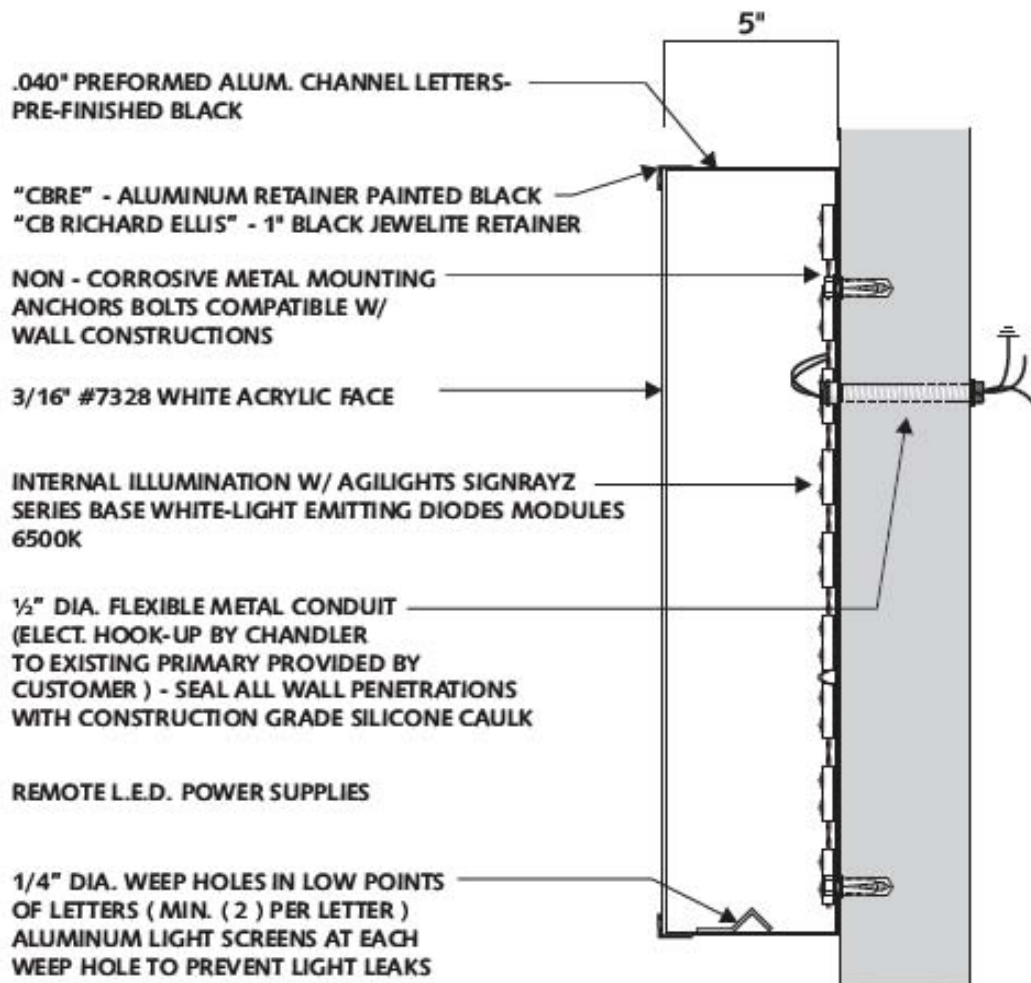 5"
.040" PREFORMED ALUM. CHANNEL LETTERS-
PRE-FINISHED BLACK
“CBRE” - ALUMINUM RETAINER PAINTED BLACK
“CB RICHARD ELLIS” - 1" BLACK JEWELITE RETAINER
NON - CORROSIVE METAL MOUNTING
ANCHORS BOLTS COMPATIBLE W/
WALL CONSTRUCTIONS
3/16" #7328 WHITE ACRYLIC FACE
INTERNAL ILLUMINATION W/ AGILIGHTS SIGNRAYZ
SERIES BASE WHITE-LIGHT EMITTING DIODES MODULES
6500K
½” DIA. FLEXIBLE METAL CONDUIT
(ELECT. HOOK-UP BY CHANDLER
TO EXISTING PRIMARY PROVIDED BY
CUSTOMER ) - SEAL ALL WALL PENETRATIONS
WITH CONSTRUCTION GRADE SILICONE CAULK
REMOTE L.E.D. POWER SUPPLIES
1/4” DIA. WEEP HOLES IN LOW POINTS
OF LETTERS ( MIN. ( 2 ) PER LETTER )
ALUMINUM LIGHT SCREENS AT EACH
WEEP HOLE TO PREVENT LIGHT LEAKS